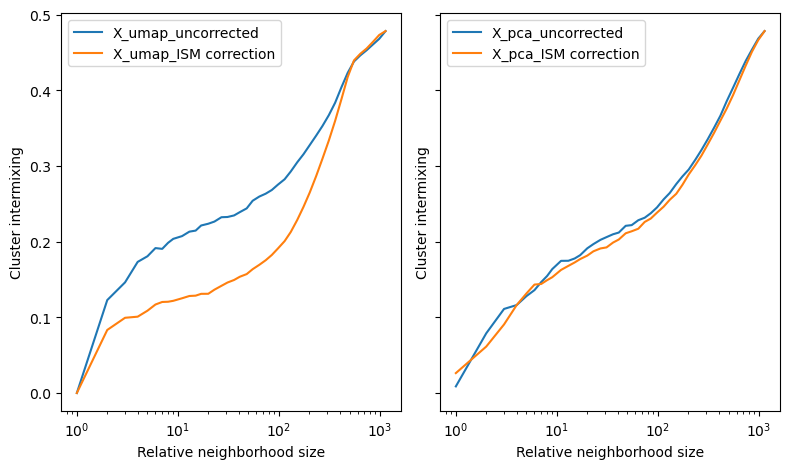 X_umap_uncorrected
X_umap_ISM correction
0.5
0.4
0.3
0.2
0.1
0.0
Cluster intermixing
10⁰
10¹
10²
10³
Relative neighborhood size
X_pca_uncorrected
X_pca_ISM correction
Cluster intermixing
10⁰
10¹
10²
10³
Relative neighborhood size